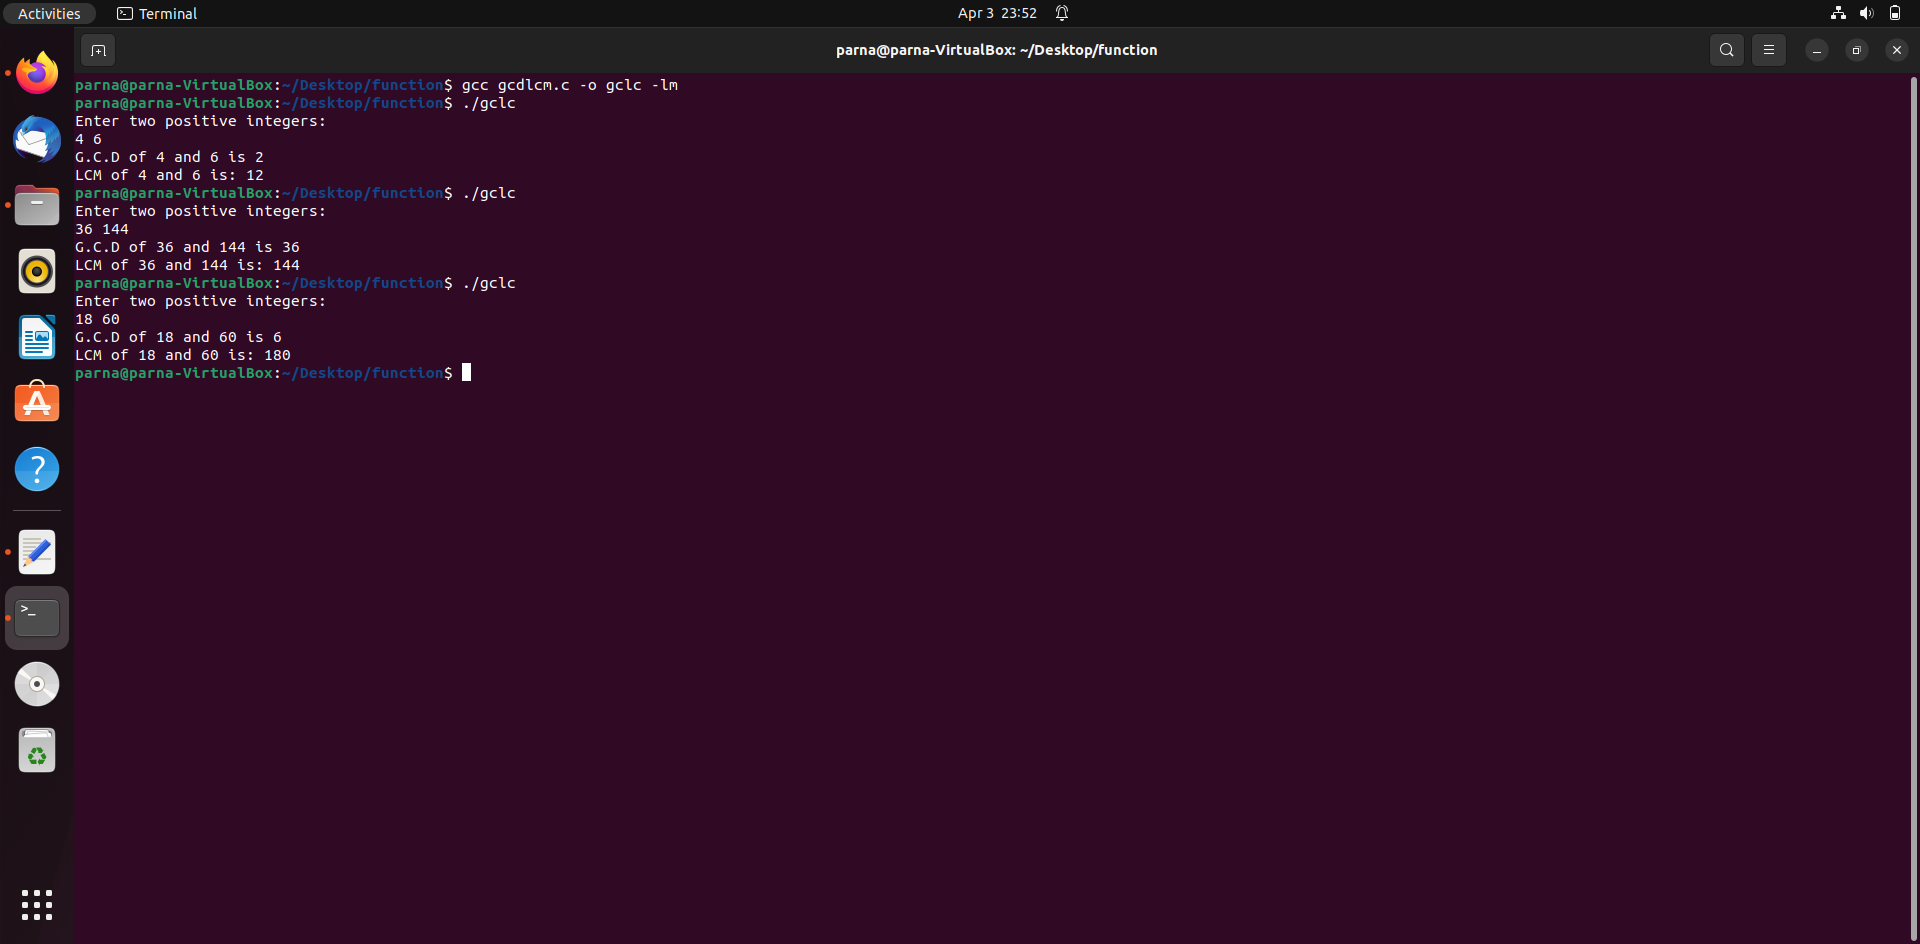 Activities Terminal Apr 3 23:52
parna@parna-VirtualBox: ~/Desktop/function
parna@parna-VirtualBox:~/Desktop/function$ gcc gcdlcm.c -o gclc -lm
parna@parna-VirtualBox:~/Desktop/function$ ./gclc
Enter two positive integers:
4 6
G.C.D of 4 and 6 is 2
LCM of 4 and 6 is: 12
parna@parna-VirtualBox:~/Desktop/function$ ./gclc
Enter two positive integers:
36 144
G.C.D of 36 and 144 is 36
LCM of 36 and 144 is: 144
parna@parna-VirtualBox:~/Desktop/function$ ./gclc
Enter two positive integers:
18 60
G.C.D of 18 and 60 is 6
LCM of 18 and 60 is: 180
parna@parna-VirtualBox:~/Desktop/function$